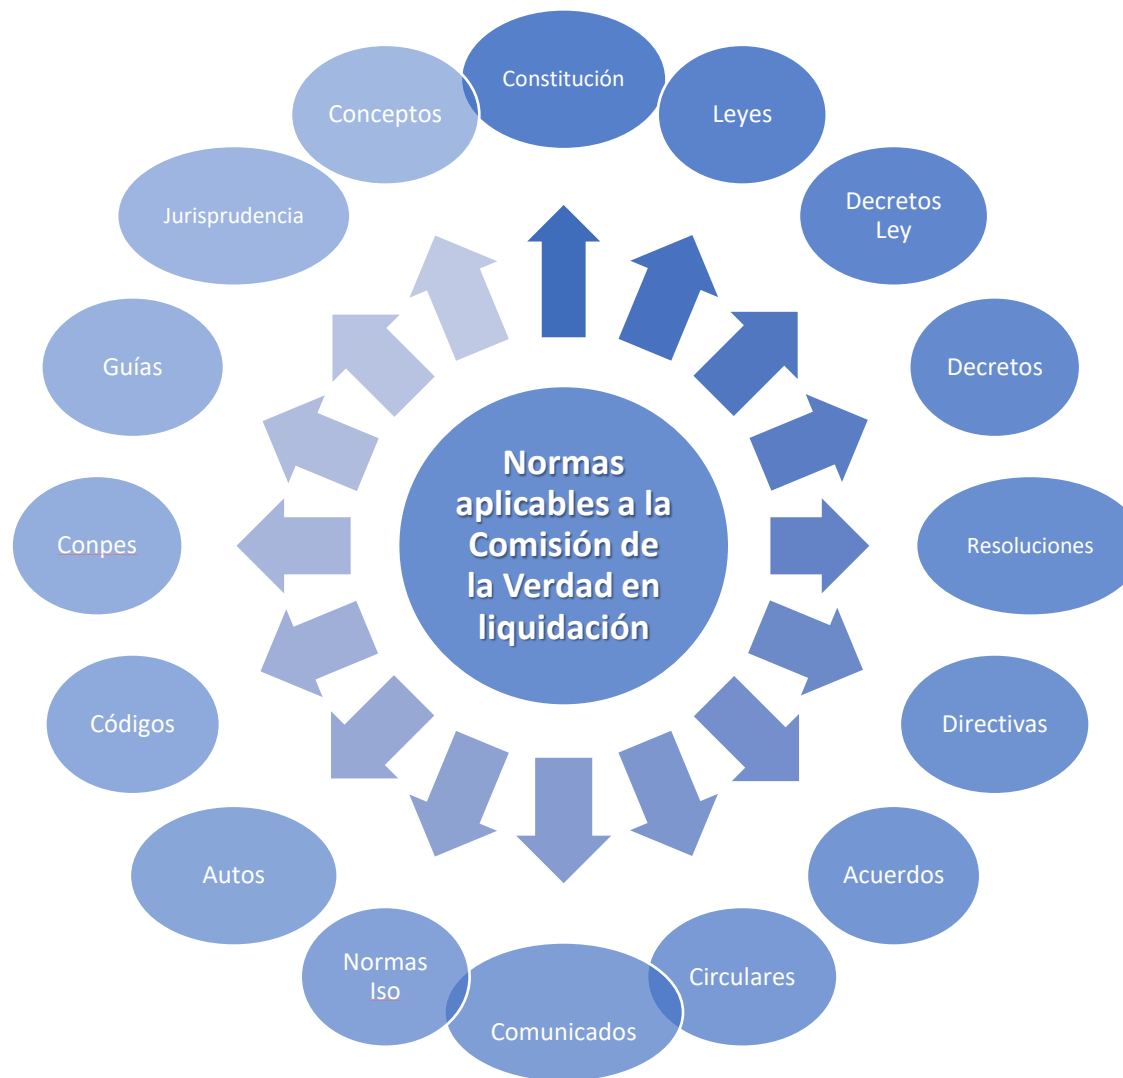 Constitución
Leyes
Decretos
Ley
Decretos
Resoluciones
Directivas
Acuerdos
Circulares
Comunicados
Normas
Iso
Autos
Códigos
Conpes
Guías
Jurisprudencia
Conceptos
Normas
aplicables a la
Comisión de
la Verdad en
liquidación